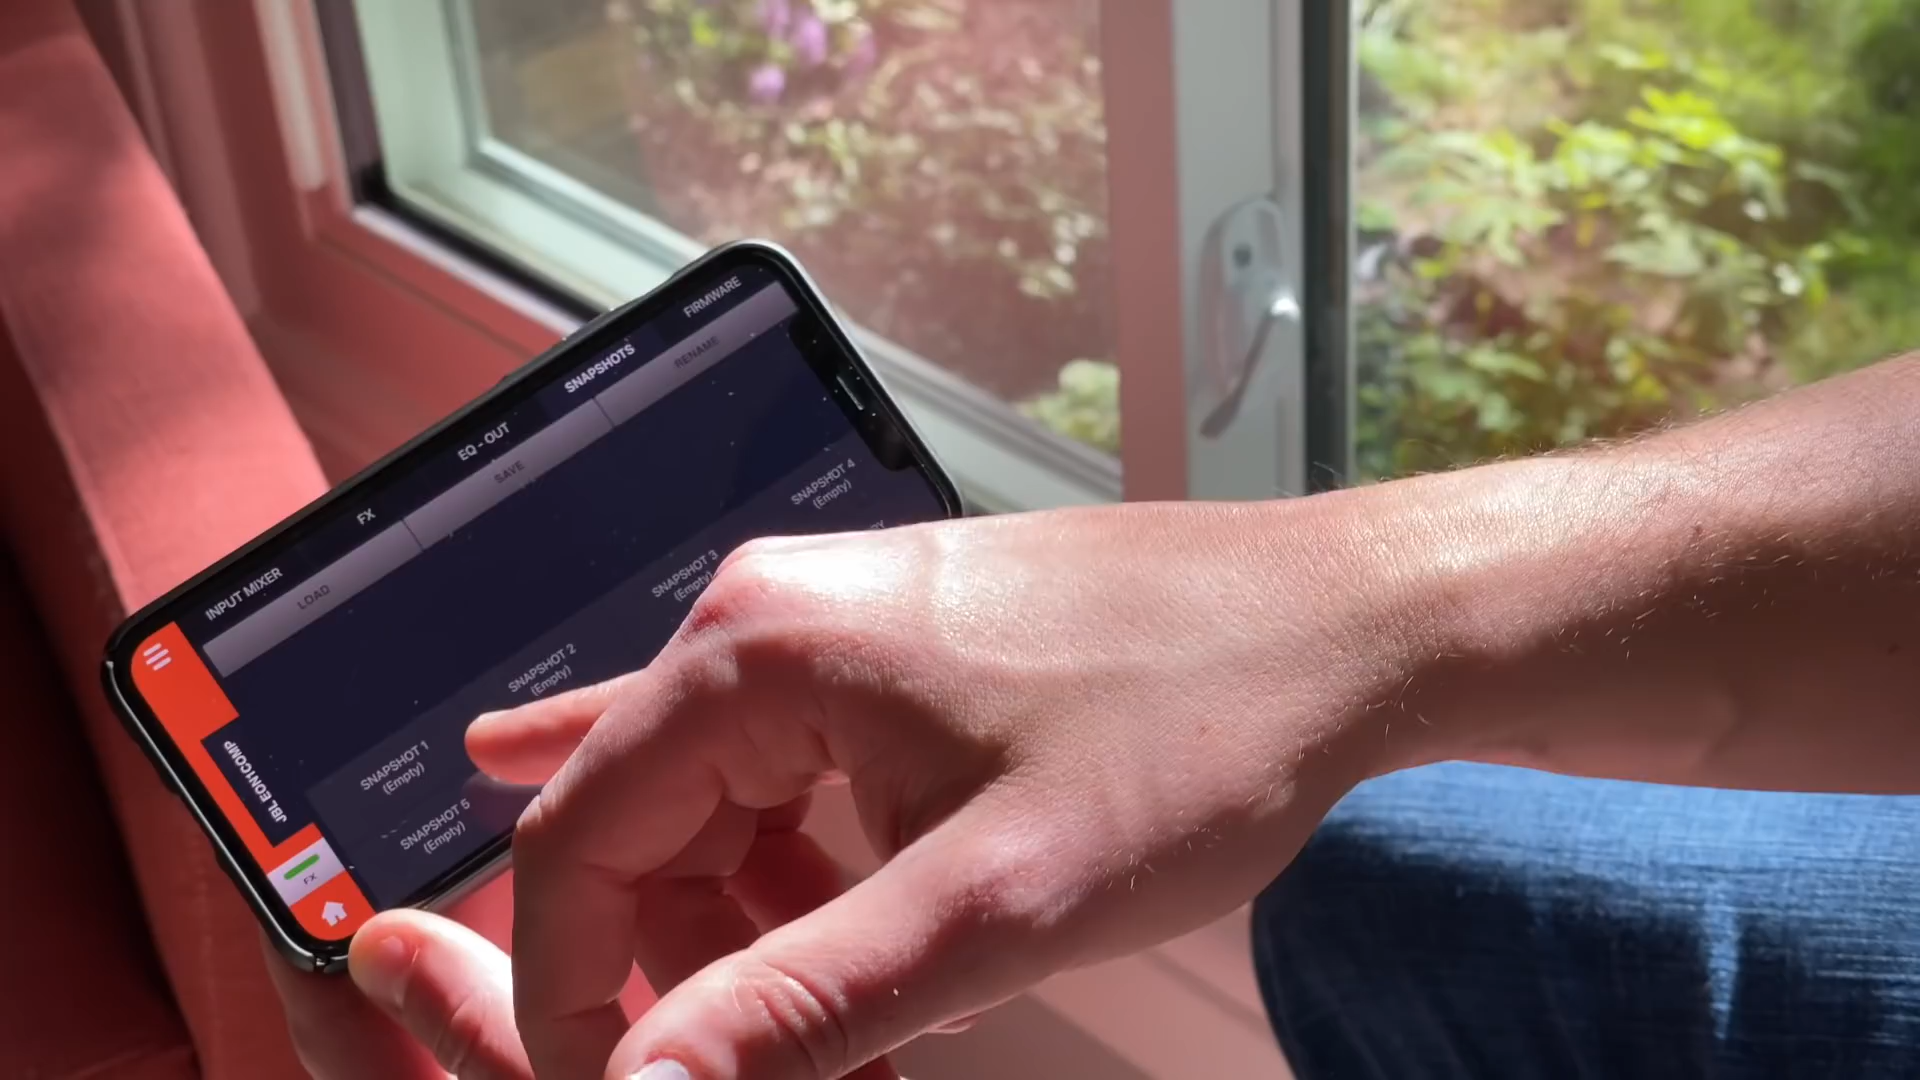 INPUT MIXER
FX
EQ - OUT
SNAPSHOTS
FIRMWARE
LOAD
SAVE
RENAME
SNAPSHOT 1
(Empty)
SNAPSHOT 2
(Empty)
SNAPSHOT 3
(Empty)
SNAPSHOT 4
(Empty)
SNAPSHOT 5
(Empty)
JBL EON1COMP
FX